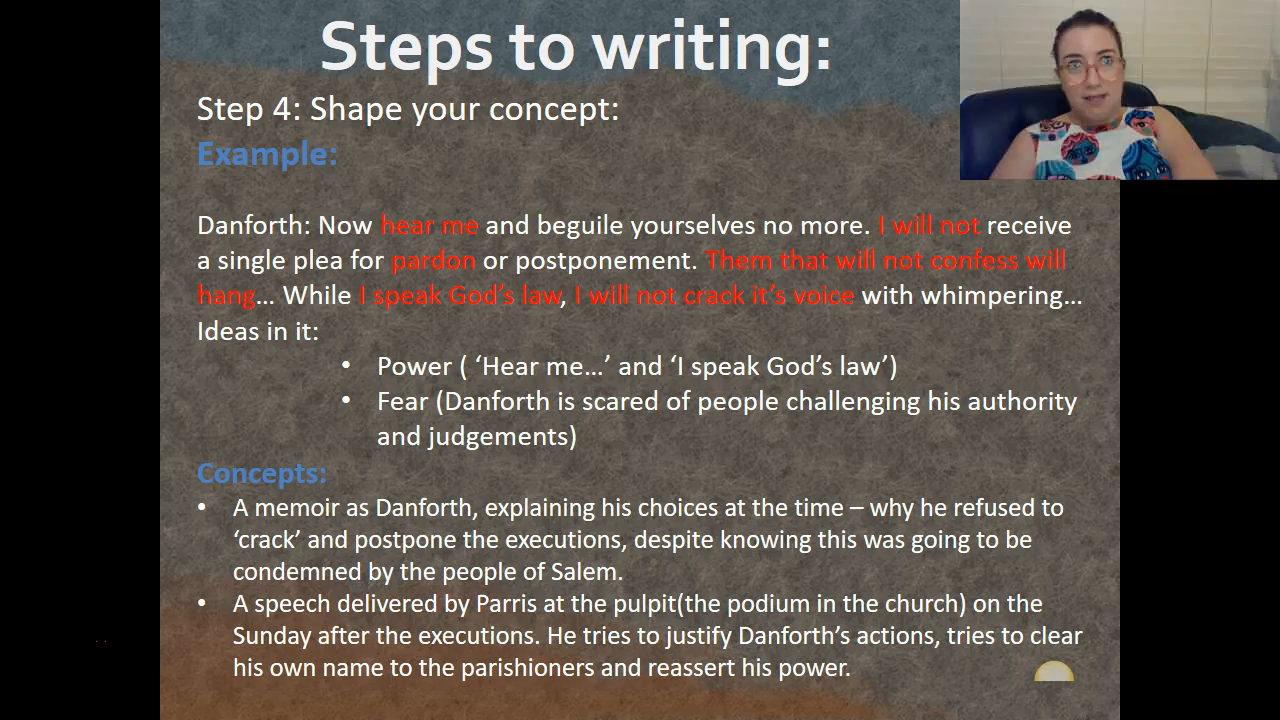 Steps to writing:
Step 4: Shape your concept:
Example:
Danforth: Now hear me and beguile yourselves no more. I will not receive
a single plea for pardon or postponement. Them that will not confess will
hang… While I speak God's law, I will not crack it's voice with whimpering…
Ideas in it:
• Power ( 'Hear me…' and 'I speak God's law')
• Fear (Danforth is scared of people challenging his authority
and judgements)
Concepts:
• A memoir as Danforth, explaining his choices at the time – why he refused to
'crack' and postpone the executions, despite knowing this was going to be
condemned by the people of Salem.
• A speech delivered by Parris at the pulpit(the podium in the church) on the
Sunday after the executions. He tries to justify Danforth's actions, tries to clear
his own name to the parishioners and reassert his power.